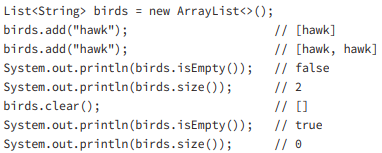 List<String> birds = new ArrayList<>();
birds.add("hawk");                  // [hawk]
birds.add("hawk");                  // [hawk, hawk]
System.out.println(birds.isEmpty());   // false
System.out.println(birds.size());   // 2
birds.clear();                      // []
System.out.println(birds.isEmpty());   // true
System.out.println(birds.size());   // 0